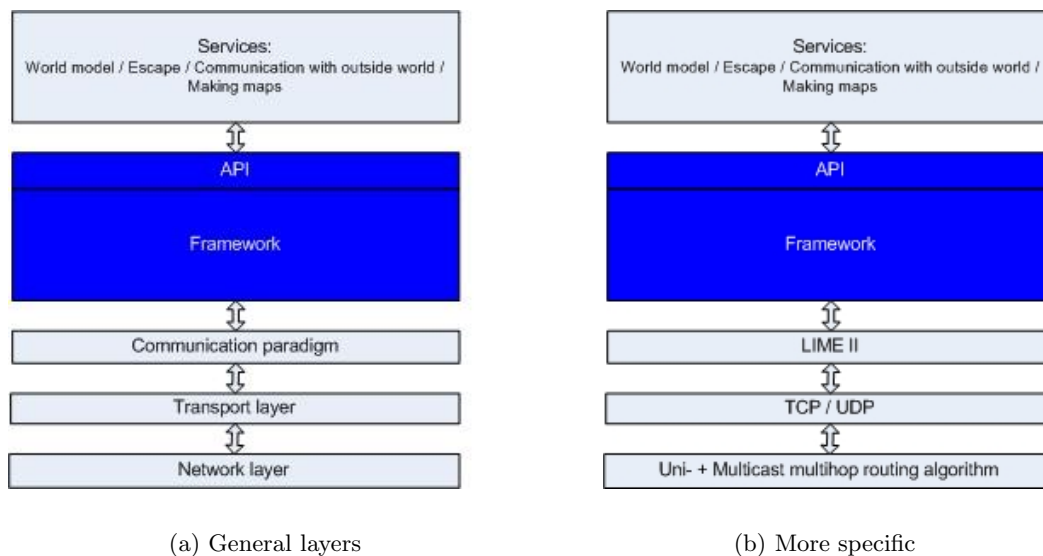 Services:
World model / Escape / Communication with outside world /
Making maps
API
Framework
Communication paradigm
Transport layer
Network layer
(a) General layers
Services:
World model / Escape / Communication with outside world /
Making maps
API
Framework
LIME II
TCP / UDP
Uni- + Multicast multihop routing algorithm
(b) More specific